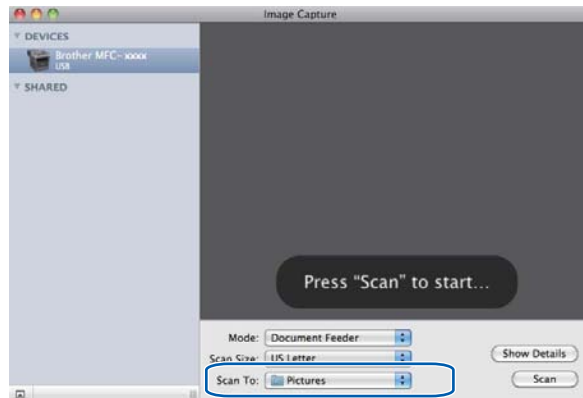 Image Capture
DEVICES
Brother MFC-xxxx
USB
SHARED
Press "Scan" to start...
Mode: Document Feeder
Scan Size: US Letter
Show Details
Scan To: Pictures
Scan